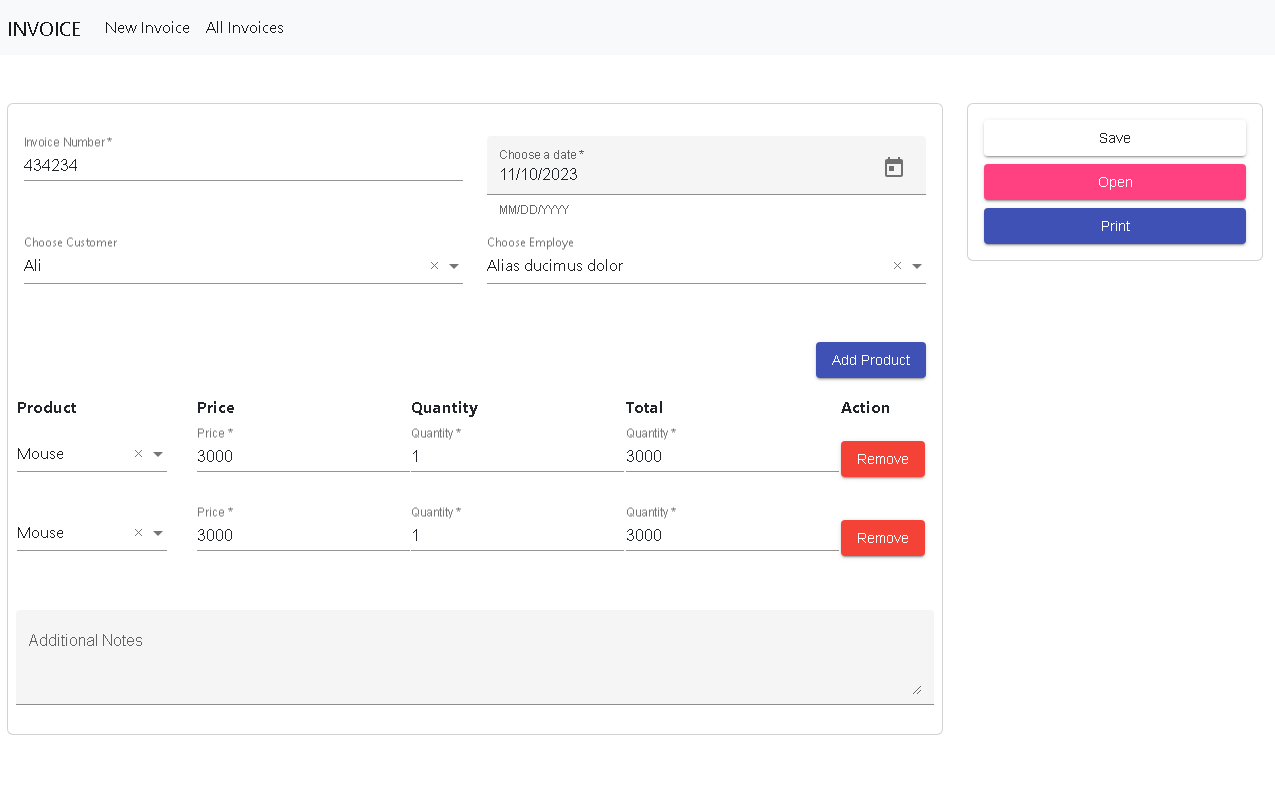 INVOICE New Invoice All Invoices
Invoice Number *
434234
Choose a date *
11/10/2023
MM/DD/YYYY
Save
Open
Print
Choose Customer
Ali
Choose Employe
Alias ducimus dolor
Add Product
Product Price Quantity Total Action
Price * Quantity * Quantity *
Mouse 3000 1 3000 Remove
Price * Quantity * Quantity *
Mouse 3000 1 3000 Remove
Additional Notes